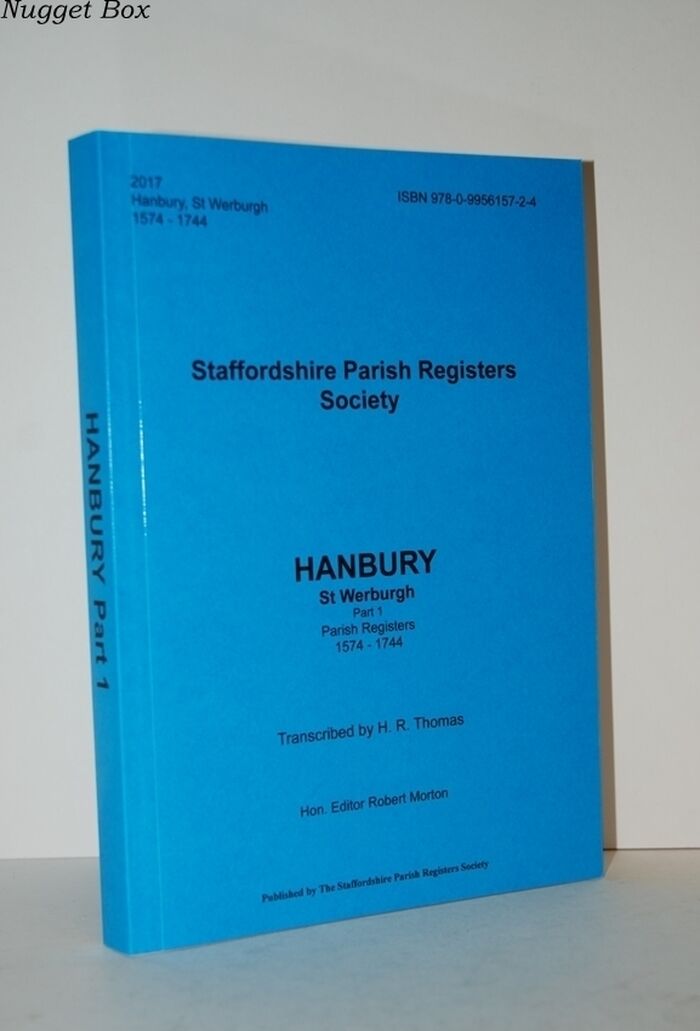 Nugget Box
2017
Hanbury, St Werburgh
1574 - 1744
ISBN 978-0-9956157-2-4
Staffordshire Parish Registers
Society
HANBURY
St Werburgh
Part 1
Parish Registers
1574 - 1744
Transcribed by H. R. Thomas
Hon. Editor Robert Morton
Published by The Staffordshire Parish Registers Society
HANBURY Part 1